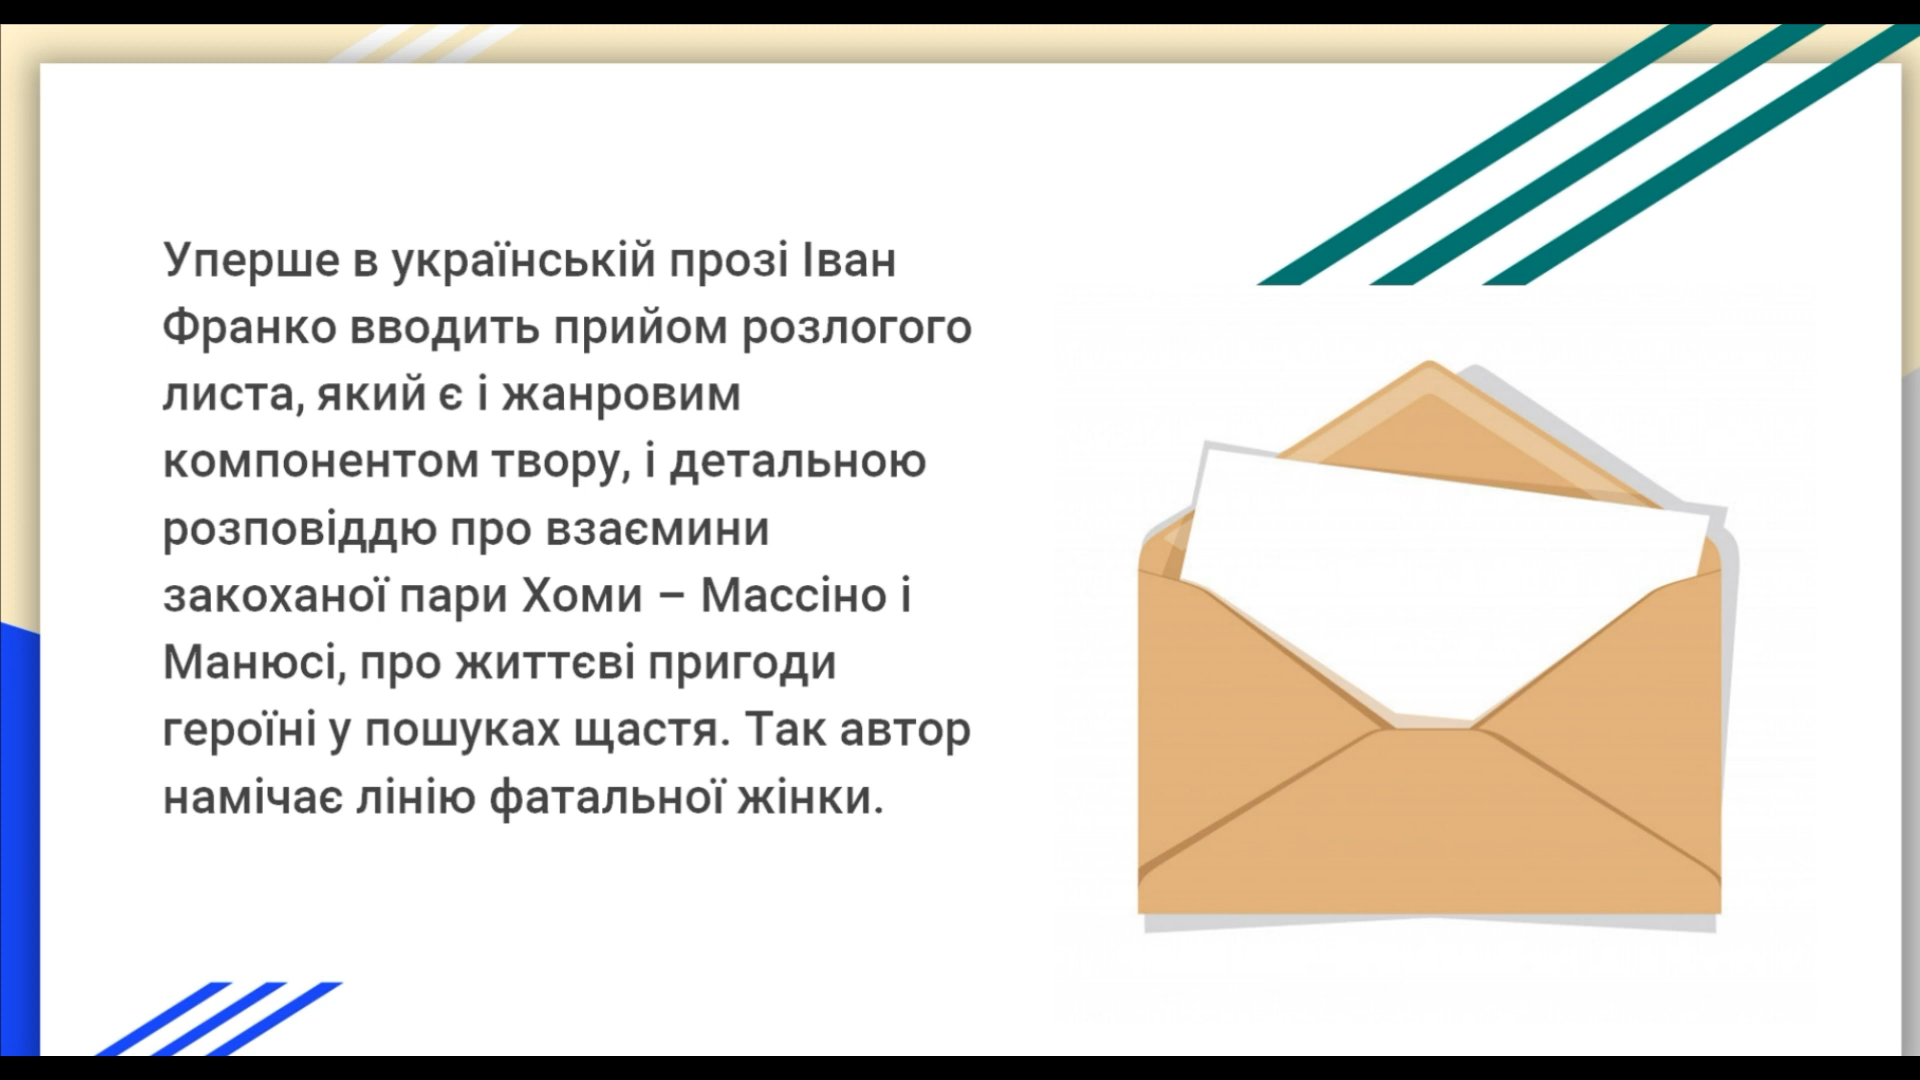 Уперше в українській прозі Іван
Франко вводить прийом розлогого
листа, який є і жанровим
компонентом твору, і детальною
розповіддю про взаємини
закоханої пари Хоми – Массіно і
Манюсі, про життєві пригоди
героїні у пошуках щастя. Так автор
намічає лінію фатальної жінки.